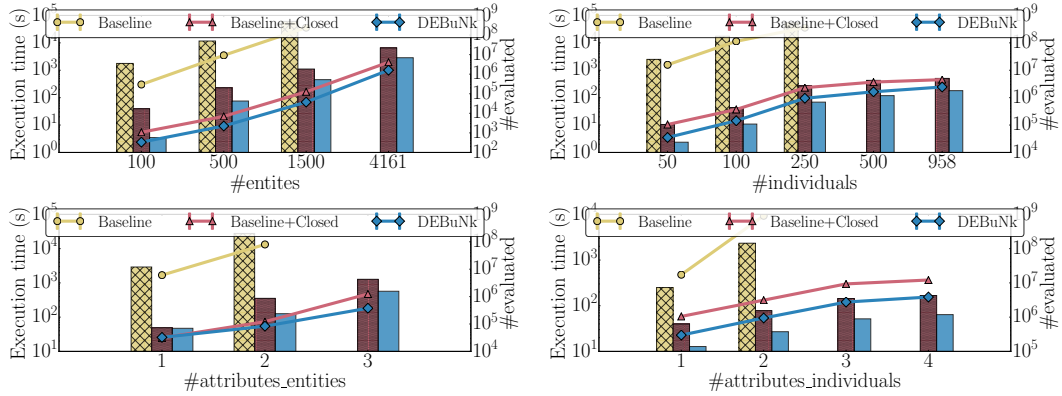 Baseline Baseline+Closed DEBuNk
Execution time (s)
10^5
10^4
10^3
10^2
10^1
10^0
10^9
10^8
10^7
10^6
10^5
10^4
10^3
10^2
#evaluated
100 500 1500 4161
#entites
Baseline Baseline+Closed DEBuNk
Execution time (s)
10^5
10^4
10^3
10^2
10^1
10^0
10^9
10^8
10^7
10^6
10^5
10^4
#evaluated
50 100 250 500 958
#individuals
Baseline Baseline+Closed DEBuNk
Execution time (s)
10^5
10^4
10^3
10^2
10^1
10^9
10^8
10^7
10^6
10^5
10^4
#evaluated
1 2 3
#attributes_entities
Baseline Baseline+Closed DEBuNk
Execution time (s)
10^4
10^3
10^2
10^1
10^9
10^8
10^7
10^6
10^5
#evaluated
1 2 3 4
#attributes_individuals